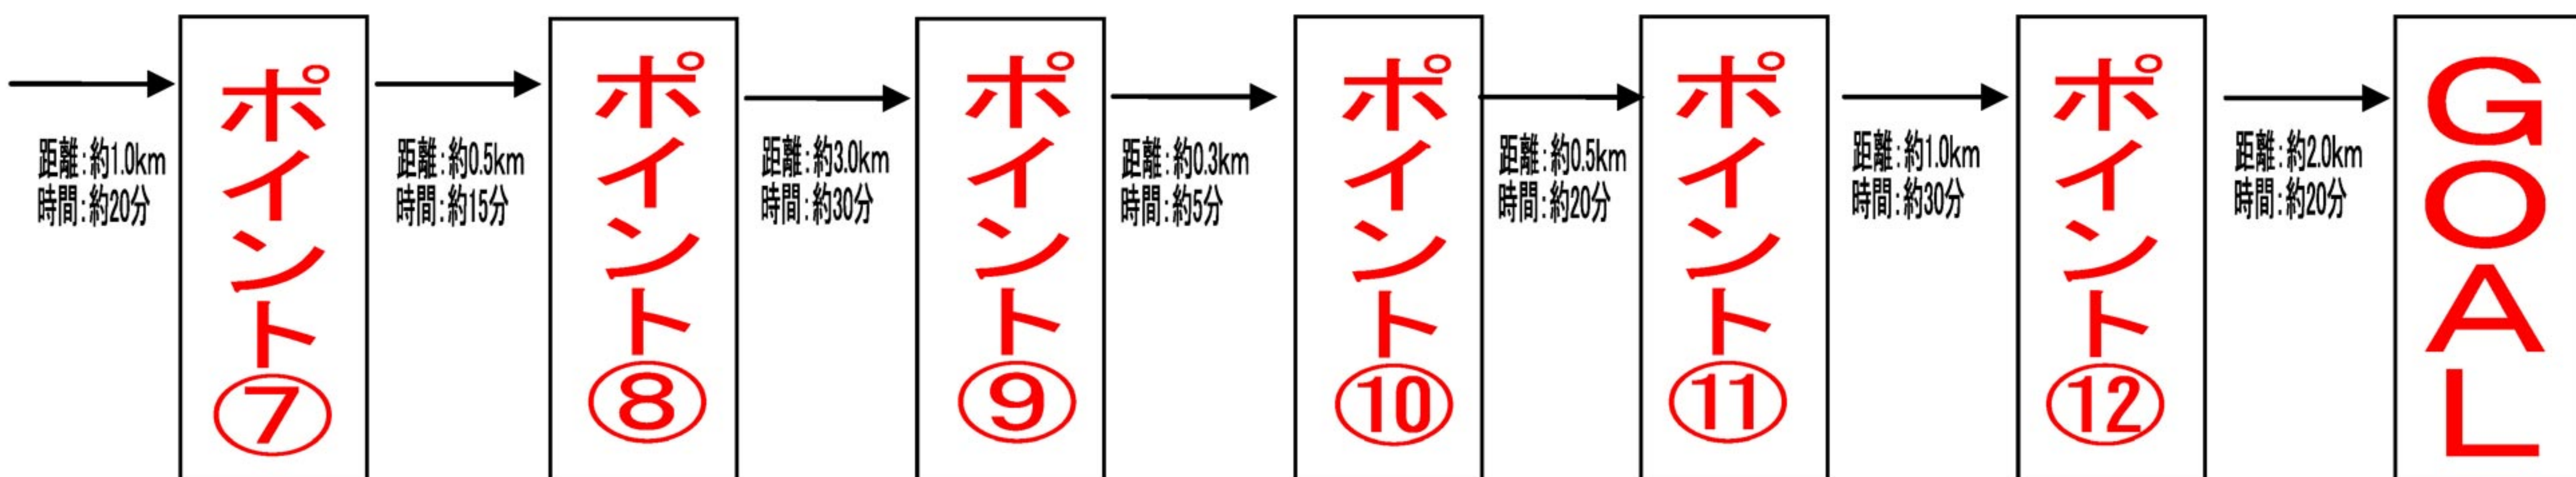 距離:約1.0km
時間:約20分
ポイント⑦
距離:約0.5km
時間:約15分
ポイント⑧
距離:約3.0km
時間:約30分
ポイント⑨
距離:約0.3km
時間:約5分
ポイント⑩
距離:約0.5km
時間:約20分
ポイント⑪
距離:約1.0km
時間:約30分
ポイント⑫
距離:約2.0km
時間:約20分
GOAL